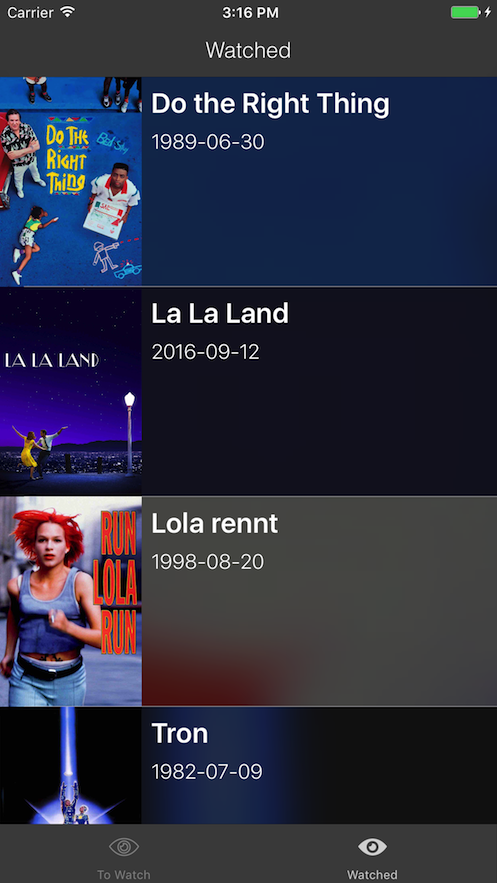 Carrier 3:16 PM
Watched
Do the Right Thing
1989-06-30
DO THE
RIGHT
THING
BED STUY
La La Land
2016-09-12
LA LA LAND
Lola rennt
1998-08-20
RUN
LOLA
RUN
Tron
1982-07-09
To Watch Watched